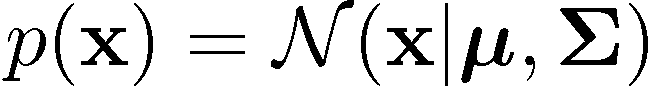 p(𝐱) = 𝒩(𝐱|𝝁, 𝚺)